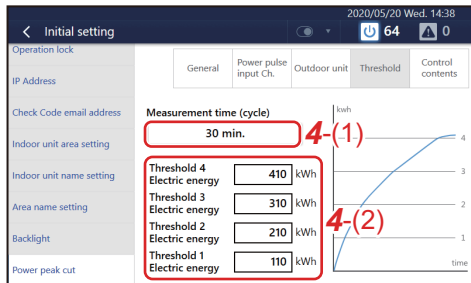 2020/05/20 Wed. 14:38
Initial setting
64
0
Operation lock
IP Address
Check Code email address
Indoor unit area setting
Indoor unit name setting
Area name setting
Backlight
Power peak cut
General
Power pulse
input Ch.
Outdoor unit
Threshold
Control
contents
Measurement time (cycle)
30 min.
4-(1)
Threshold 4
Electric energy
410 kWh
Threshold 3
Electric energy
310 kWh
Threshold 2
Electric energy
210 kWh
Threshold 1
Electric energy
110 kWh
4-(2)
kwh
4
3
2
1
time